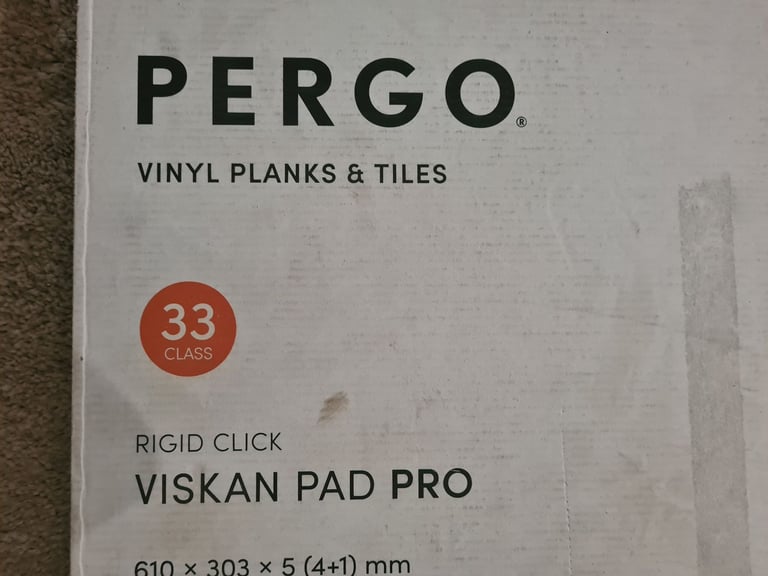 PERGO®
VINYL PLANKS & TILES
33
CLASS
RIGID CLICK
VISKAN PAD PRO
610 × 303 × 5 (4+1) mm